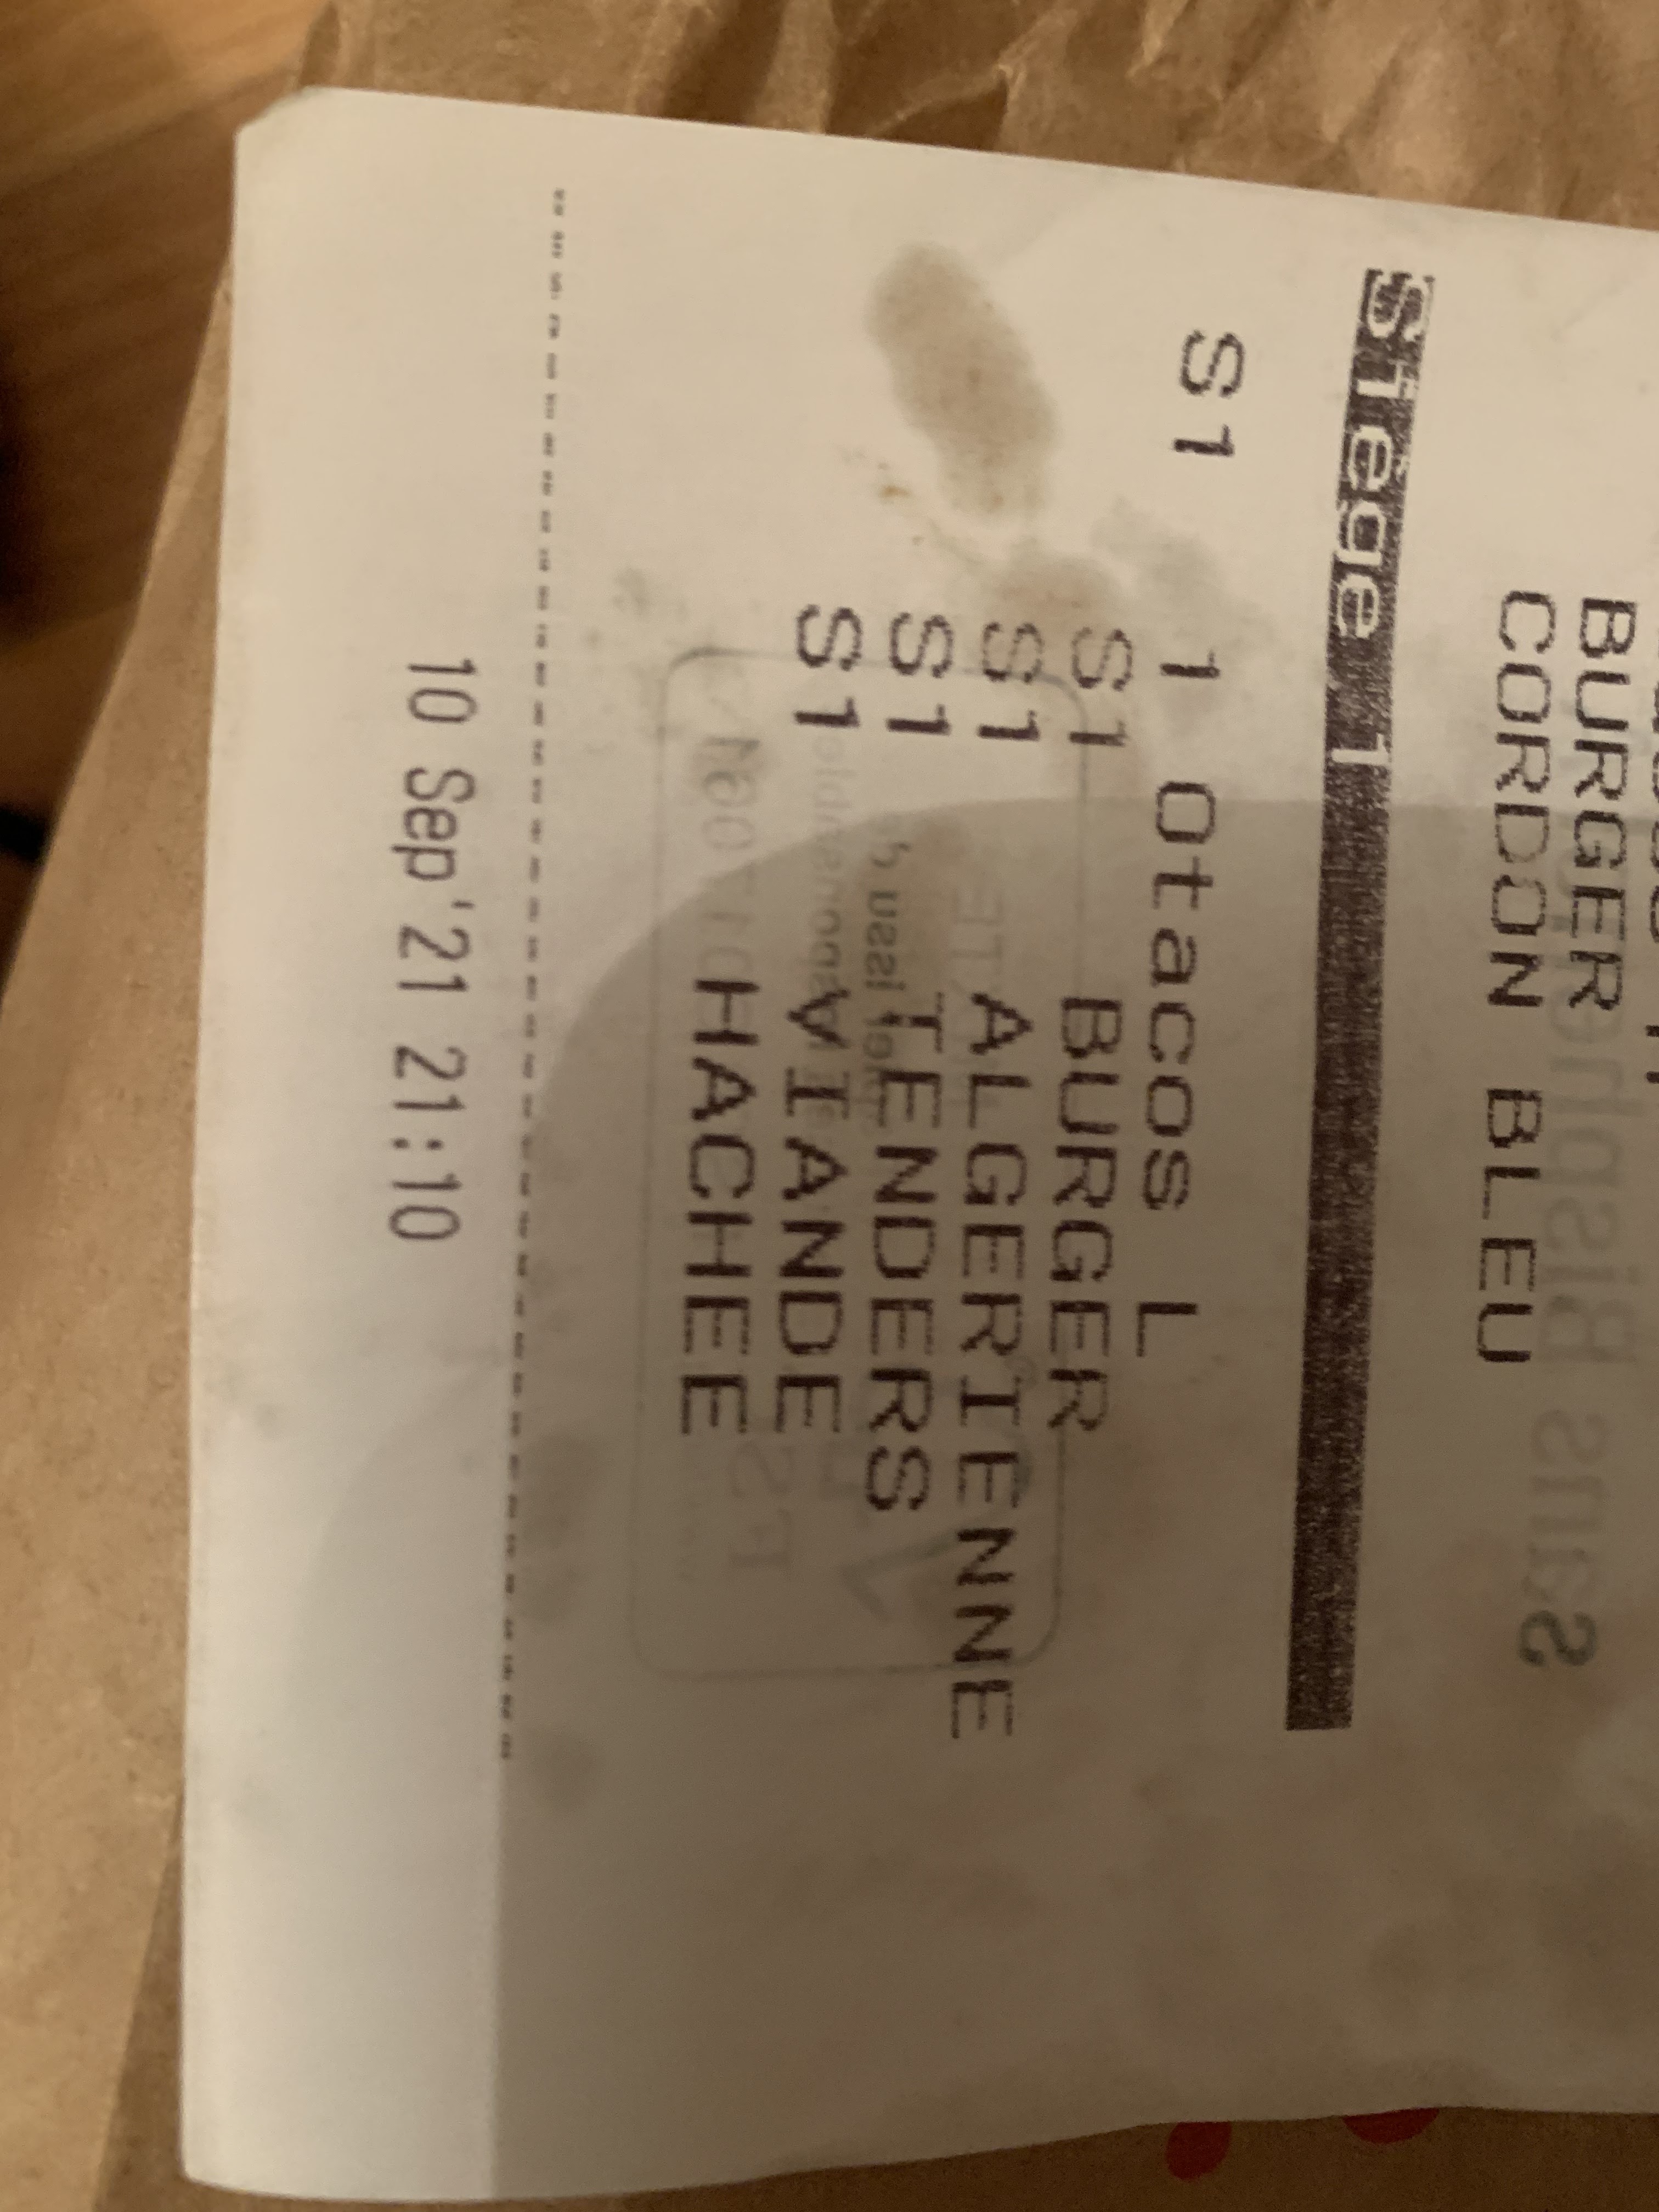 BURGER
CORDON BLEU
Siege 1
S1 1 Otacos L
S1 BURGER
S1 ALGERIENNE
S1 TENDERS
S1 VIANDE
HACHEE
10 Sep'21 21:10